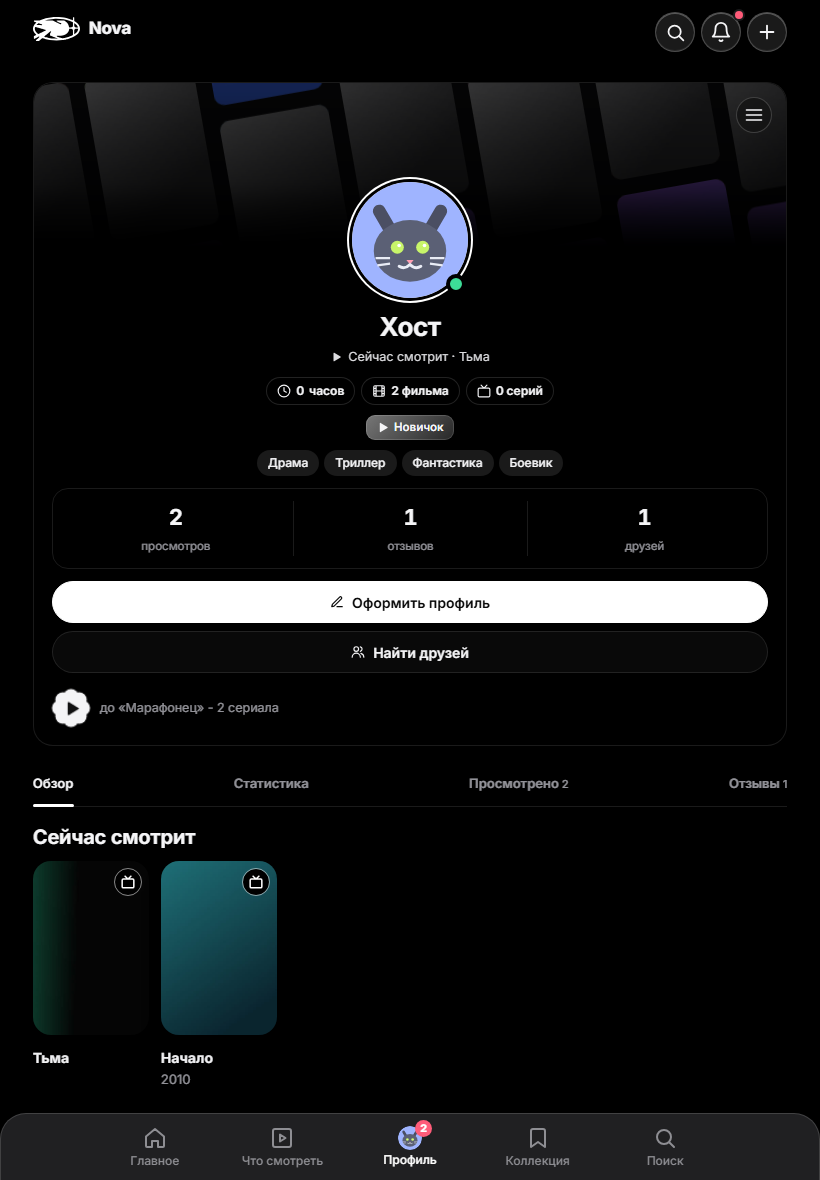 Nova
Хост
Сейчас смотрит · Тьма
0 часов 2 фильма 0 серий
Новичок
Драма Триллер Фантастика Боевик
2 1 1
просмотров отзывов друзей
Оформить профиль
Найти друзей
до «Марафонец» - 2 сериала
Обзор Статистика Просмотрено 2 Отзывы 1
Сейчас смотрит
Тьма Начало
2010
2
Главное Что смотреть Профиль Коллекция Поиск